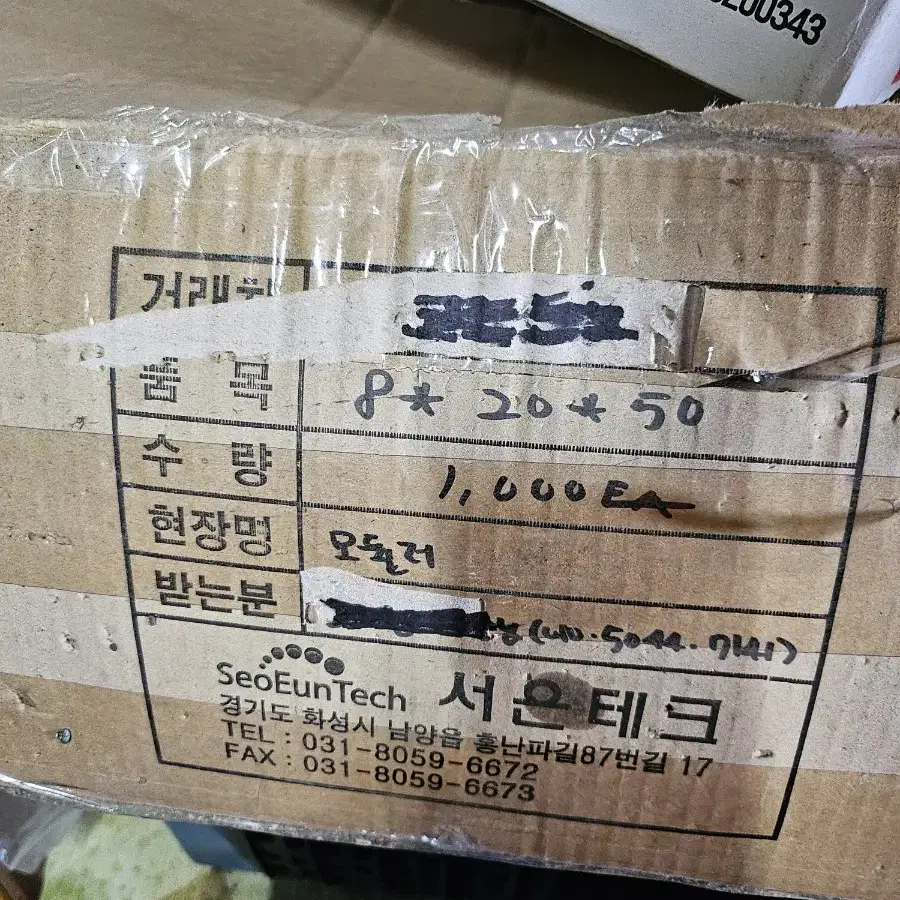 200343
거래처
품 목 8 * 20 * 50
수 량 1,000EA
현장명 모듈러
받는분
SeoEunTech 서은테크
경기도 화성시 남양읍 홍난파길87번길 17
TEL : 031-8059-6672
FAX : 031-8059-6673